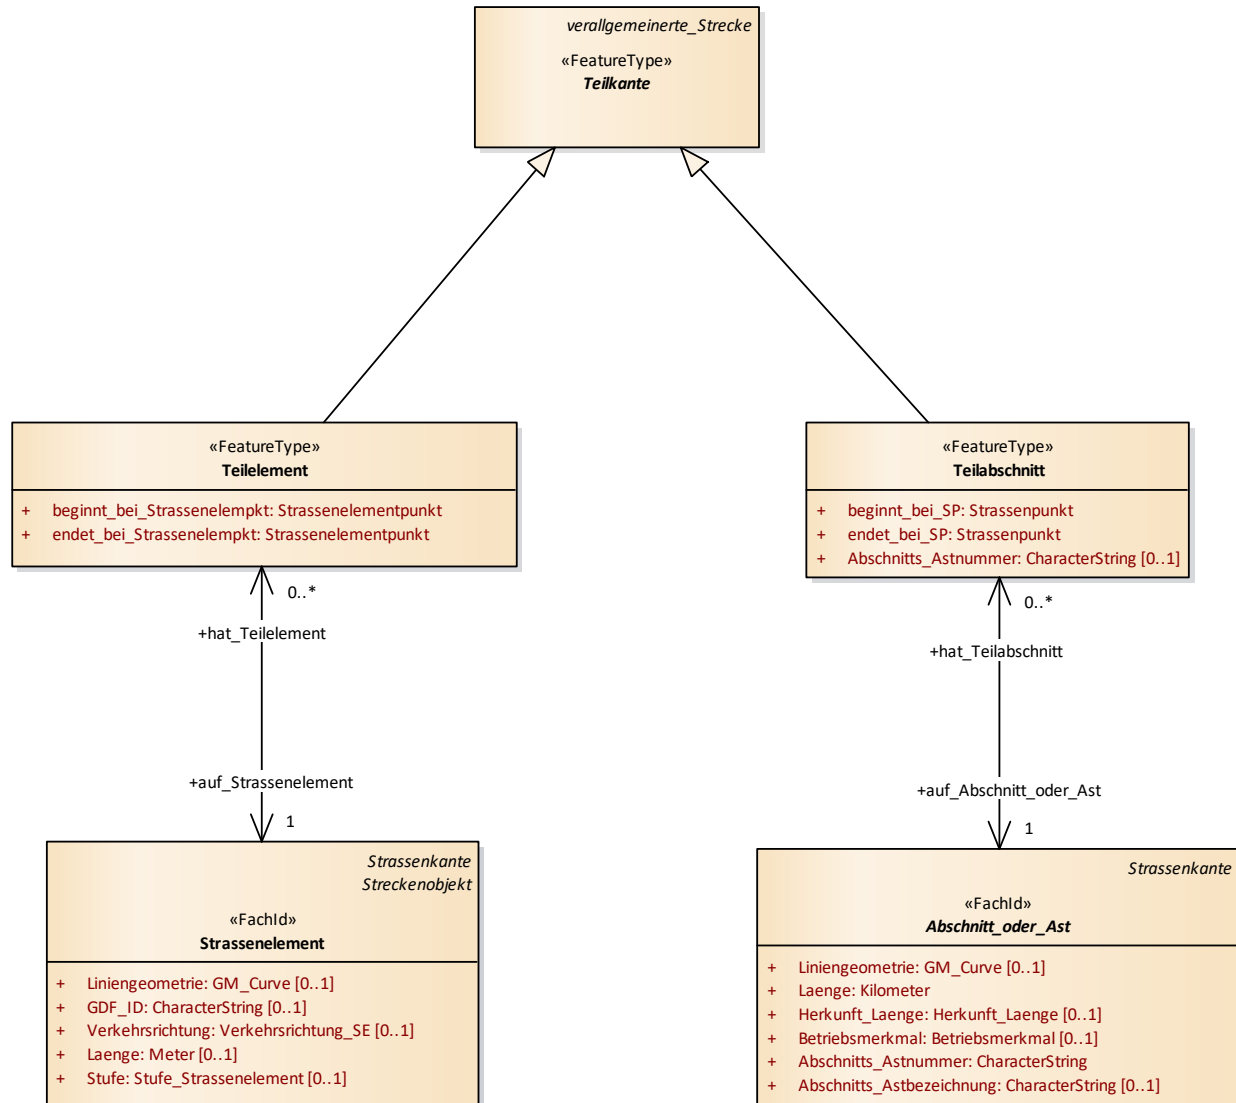 verallgemeinerte_Strecke
«FeatureType»
Teilkante
«FeatureType»
Teilelement
+ beginnt_bei_Strassenelempkt: Strassenelementpunkt
+ endet_bei_Strassenelempkt: Strassenelementpunkt
«FeatureType»
Teilabschnitt
+ beginnt_bei_SP: Strassenpunkt
+ endet_bei_SP: Strassenpunkt
+ Abschnitts_Astnummer: CharacterString [0..1]
0..*
+hat_Teilelement
+auf_Strassenelement
1
0..*
+hat_Teilabschnitt
+auf_Abschnitt_oder_Ast
1
Strassenkante
Streckenobjekt
«FachId»
Strassenelement
+ Liniengeometrie: GM_Curve [0..1]
+ GDF_ID: CharacterString [0..1]
+ Verkehrsrichtung: Verkehrsrichtung_SE [0..1]
+ Laenge: Meter [0..1]
+ Stufe: Stufe_Strassenelement [0..1]
Strassenkante
«FachId»
Abschnitt_oder_Ast
+ Liniengeometrie: GM_Curve [0..1]
+ Laenge: Kilometer
+ Herkunft_Laenge: Herkunft_Laenge [0..1]
+ Betriebsmerkmal: Betriebsmerkmal [0..1]
+ Abschnitts_Astnummer: CharacterString
+ Abschnitts_Astbezeichnung: CharacterString [0..1]